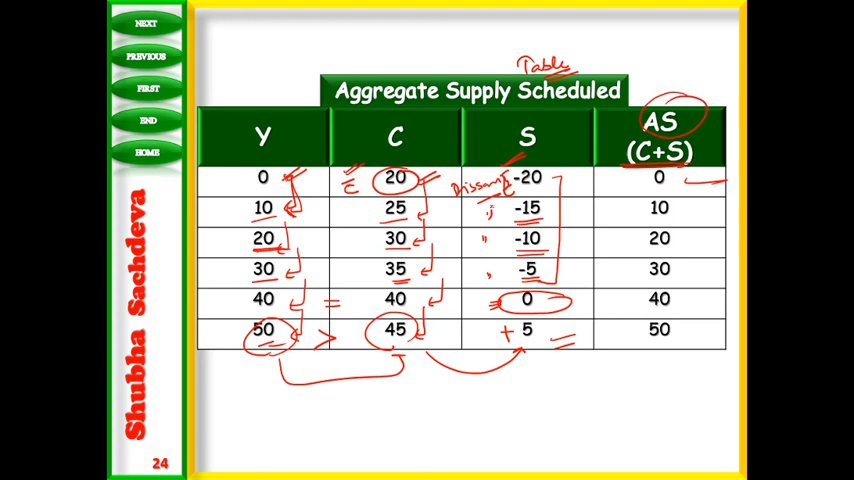 NEXT
PREVIOUS
FIRST
END
HOME
Shubha Sachdeva
24
Table
Aggregate Supply Scheduled
Y C S AS (C+S)
0 c̄ 20 -20 0
10 25 " -15 10
20 30 " -10 20
30 35 " -5 30
40 = 40 = 0 40
50 > 45 + 5 = 50